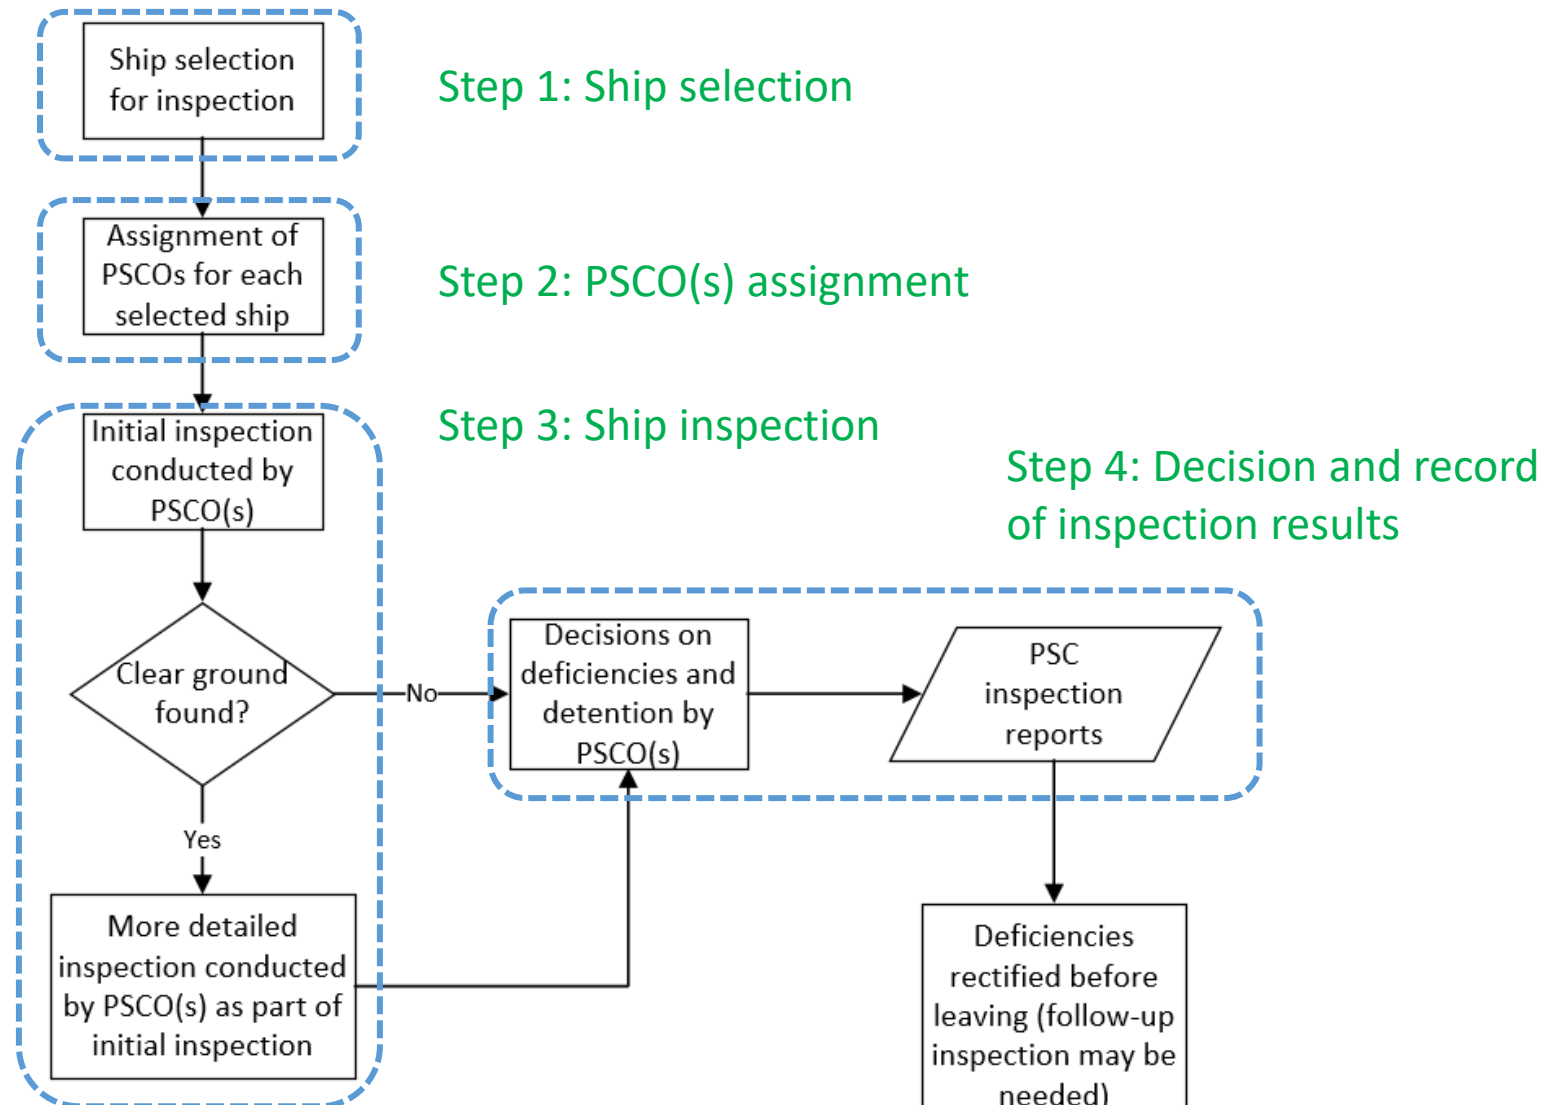 Ship selection
for inspection
Step 1: Ship selection
Assignment of
PSCOs for each
selected ship
Step 2: PSCO(s) assignment
Initial inspection
conducted by
PSCO(s)
Step 3: Ship inspection
Step 4: Decision and record
of inspection results
Clear ground
found?
No
Decisions on
deficiencies and
detention by
PSCO(s)
PSC
inspection
reports
Yes
More detailed
inspection conducted
by PSCO(s) as part of
initial inspection
Deficiencies
rectified before
leaving (follow-up
inspection may be
needed)